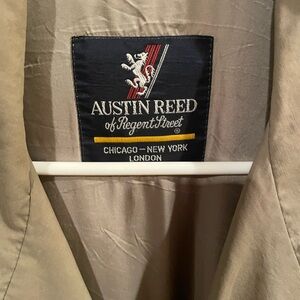 AUSTIN REED
of Regent Street
®
CHICAGO – NEW YORK
LONDON